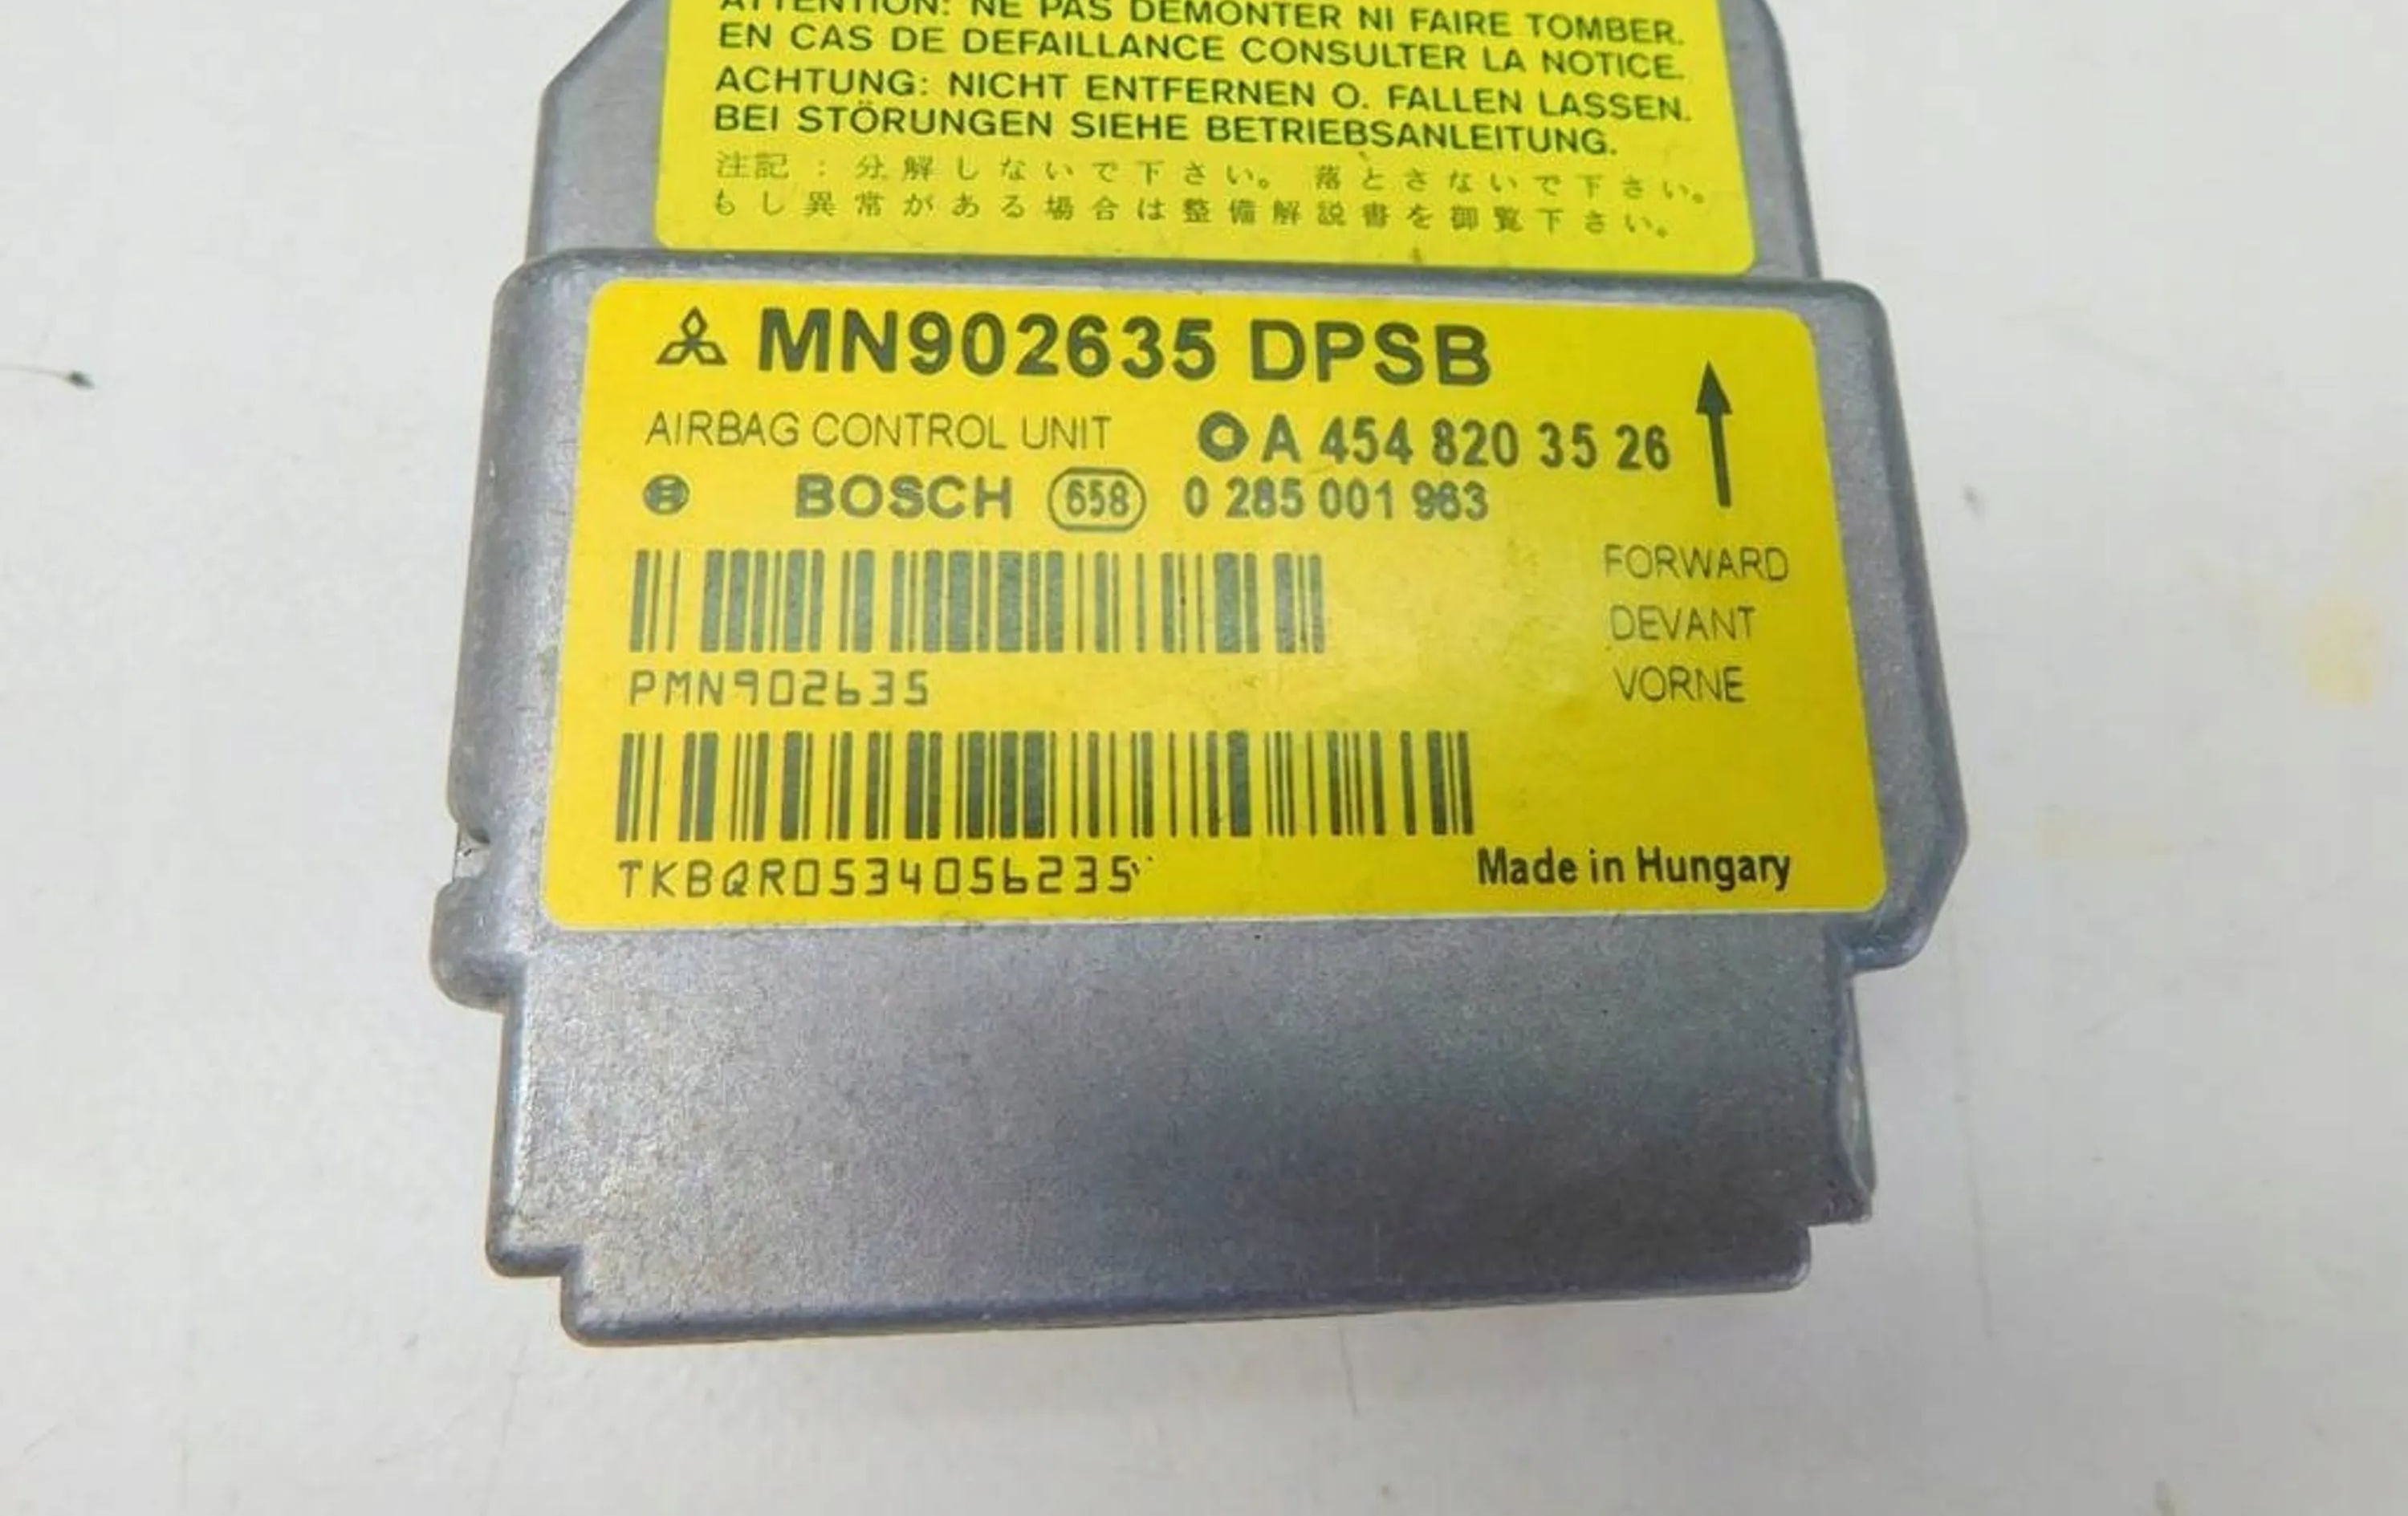 ATTENTION: NE PAS DEMONTER NI FAIRE TOMBER.
EN CAS DE DEFAILLANCE CONSULTER LA NOTICE.
ACHTUNG: NICHT ENTFERNEN O. FALLEN LASSEN.
BEI STÖRUNGEN SIEHE BETRIEBSANLEITUNG.
注記:分解しないで下さい。 落とさないで下さい。
もし異常がある場合は整備解説書を御覧下さい。
MN902635 DPSB
AIRBAG CONTROL UNIT A 454 820 35 26
BOSCH 658 0 285 001 963
FORWARD
DEVANT
VORNE
PMN902635
TKBQR0534056235
Made in Hungary